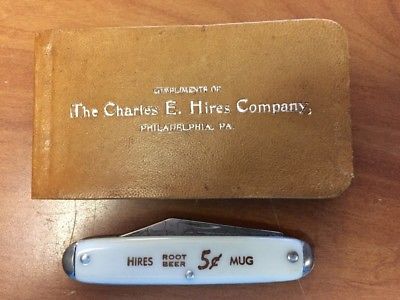 COMPLIMENTS OF
The Charles E. Hires Company,
PHILADELPHIA, PA.
HIRES ROOT BEER 5¢ MUG